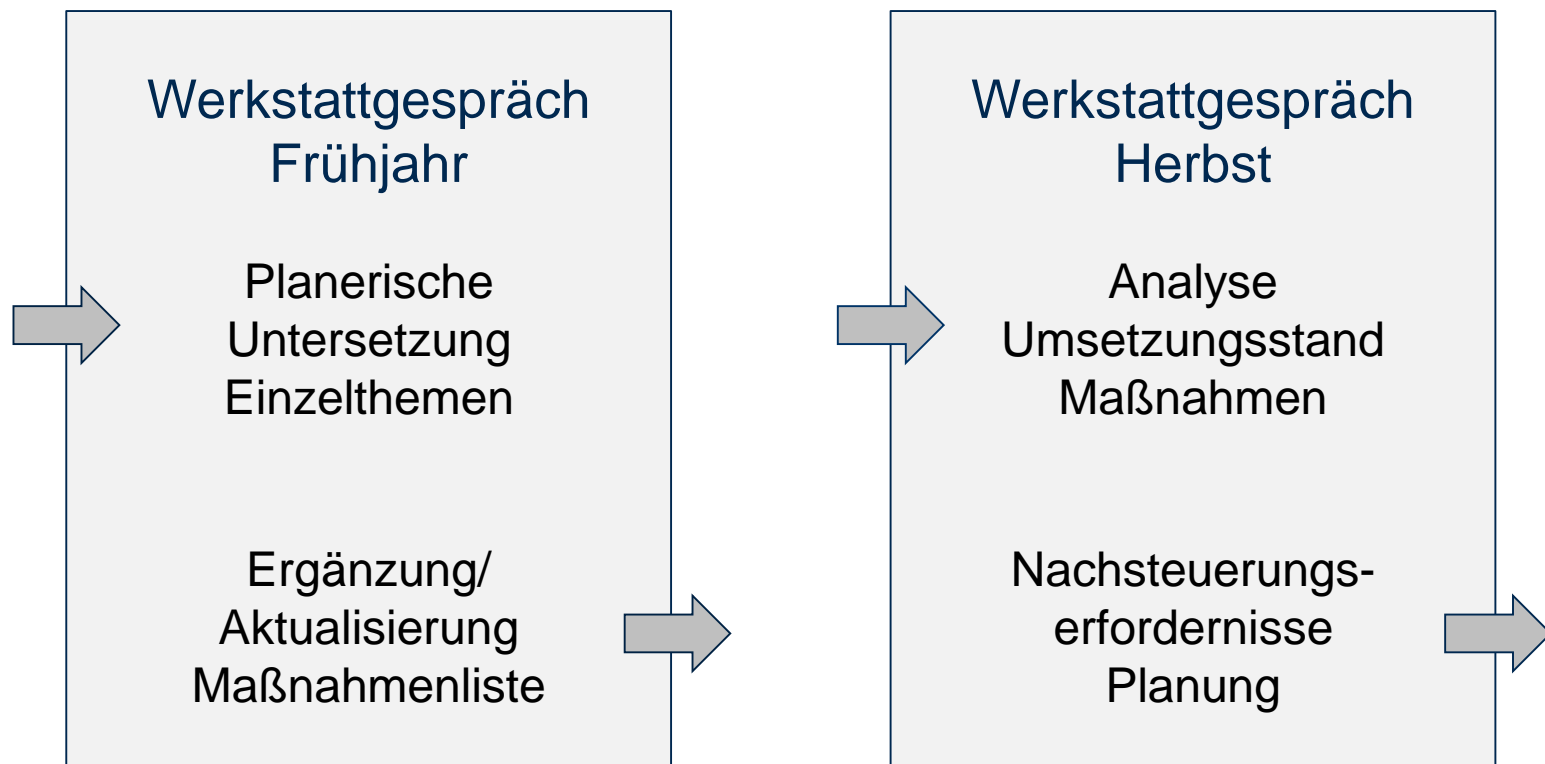 Werkstattgespräch
Frühjahr
Planerische
Untersetzung
Einzelthemen
Ergänzung/
Aktualisierung
Maßnahmenliste
Werkstattgespräch
Herbst
Analyse
Umsetzungsstand
Maßnahmen
Nachsteuerungs-
erfordernisse
Planung